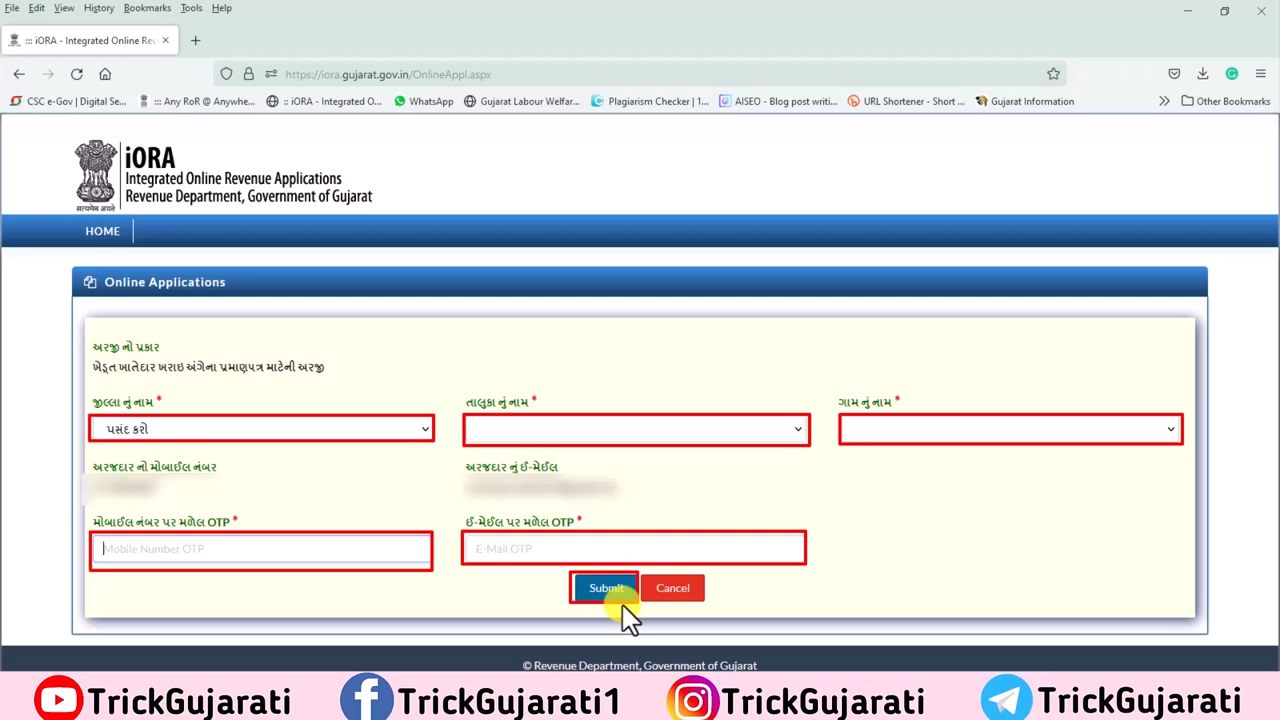 File Edit View History Bookmarks Tools Help
::: iORA - Integrated Online Rev
https://iora.gujarat.gov.in/OnlineAppl.aspx
CSC e-Gov | Digital Se... ::: Any RoR @ Anywhe... :: iORA - Integrated O... WhatsApp Gujarat Labour Welfar... Plagiarism Checker | 1... AISEO - Blog post writi... URL Shortener - Short ... Gujarat Information Other Bookmarks
सत्यमेव जयते
iORA
Integrated Online Revenue Applications
Revenue Department, Government of Gujarat
HOME
Online Applications
અરજી નો પ્રકાર
ખેડૂત ખાતેદાર ખરાઇ અંગેના પ્રમાણપત્ર માટેની અરજી
જીલ્લા નું નામ * તાલુકા નું નામ * ગામ નું નામ *
પસંદ કરો
અરજદાર નો મોબાઈલ નંબર અરજદાર નું ઈ-મેઈલ
મોબાઈલ નંબર પર મળેલ OTP * ઈ-મેઈલ પર મળેલ OTP *
Mobile Number OTP E-Mail OTP
Submit Cancel
© Revenue Department, Government of Gujarat
TrickGujarati TrickGujarati1 TrickGujarati TrickGujarati